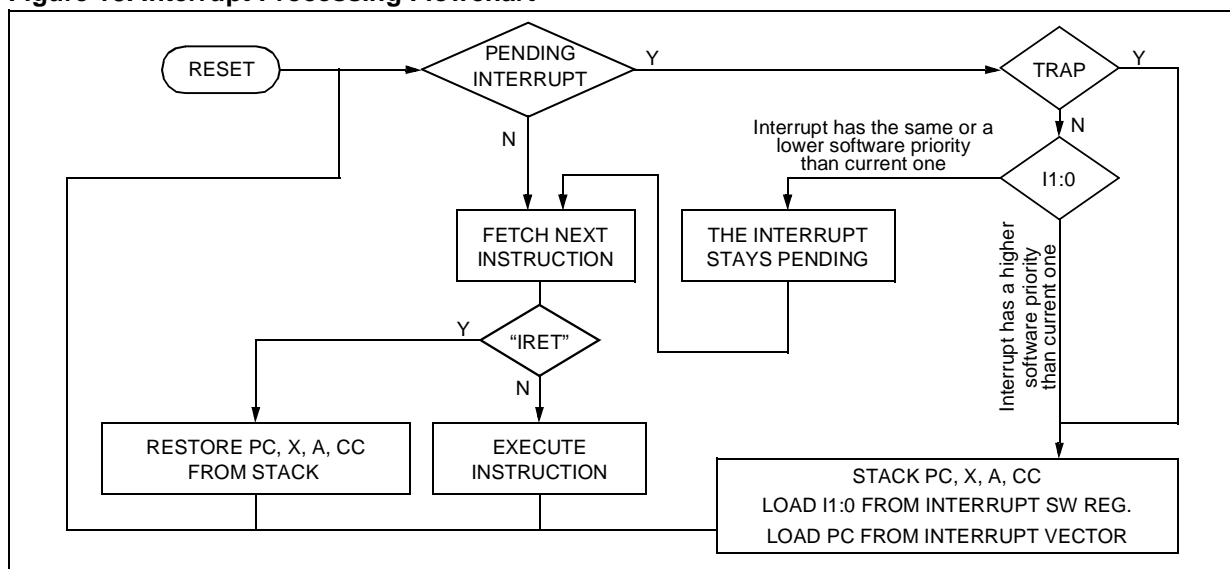 Interrupt Processing Flowchart
RESET
PENDING
INTERRUPT
Y
TRAP
Y
N
N
Interrupt has the same or a
lower software priority
than current one
I1:0
FETCH NEXT
INSTRUCTION
THE INTERRUPT
STAYS PENDING
Interrupt has a higher
software priority
than current one
Y
“IRET”
N
RESTORE PC, X, A, CC
FROM STACK
EXECUTE
INSTRUCTION
STACK PC, X, A, CC
LOAD I1:0 FROM INTERRUPT SW REG.
LOAD PC FROM INTERRUPT VECTOR